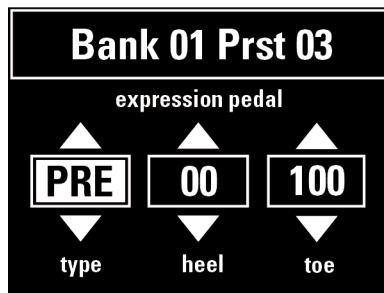 Bank 01 Prst 03
expression pedal
PRE 00 100
type heel toe